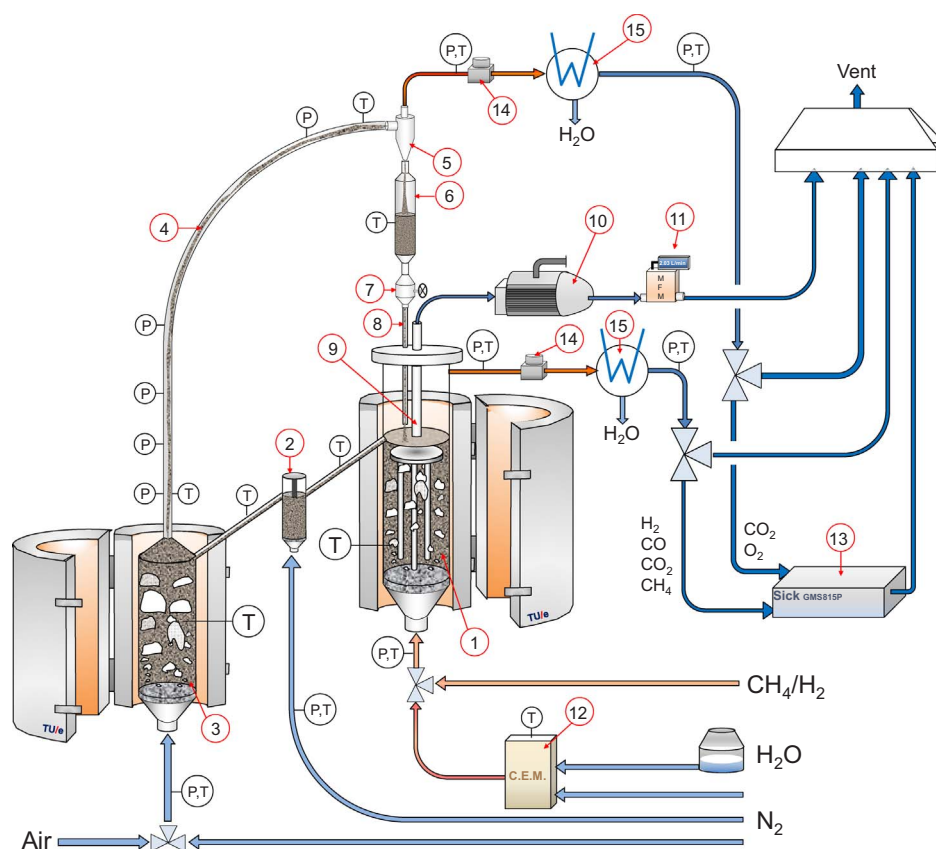 P,T
14
15
H₂O
P,T
Vent
T
P
5
4
6
T
7
8
10
11
2.83 L/min
M
F
M
9
P,T
14
15
H₂O
P,T
P
P
P
P
T
T
2
T
T
1
TU/e
T
3
TU/e
TU/e
H₂
CO
CO₂
CH₄
CO₂
O₂
13
Sick GMS815P
P,T
CH₄/H₂
P,T
T
12
C.E.M.
H₂O
N₂
P,T
Air